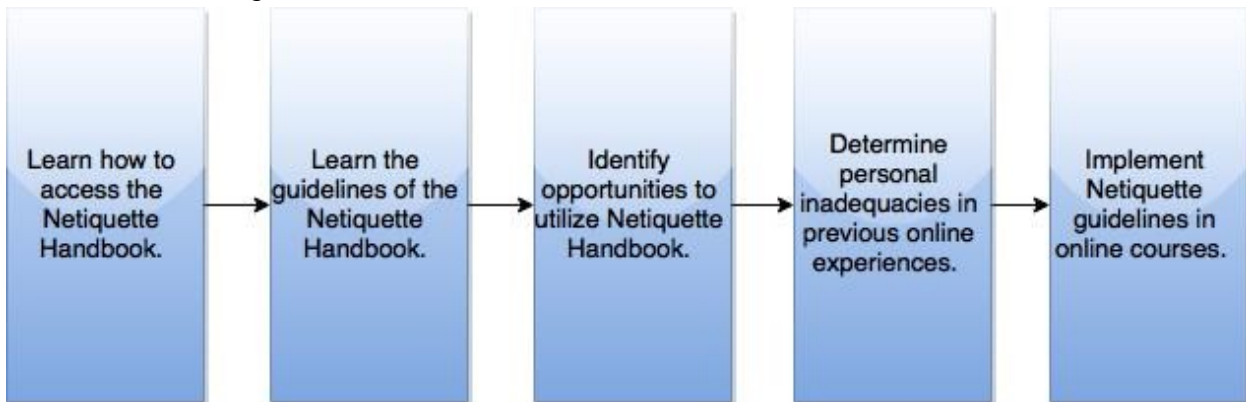 Learn how to
access the
Netiquette
Handbook.
Learn the
guidelines of the
Netiquette
Handbook.
Identify
opportunities to
utilize Netiquette
Handbook.
Determine
personal
inadequacies in
previous online
experiences.
Implement
Netiquette
guidelines in
online courses.